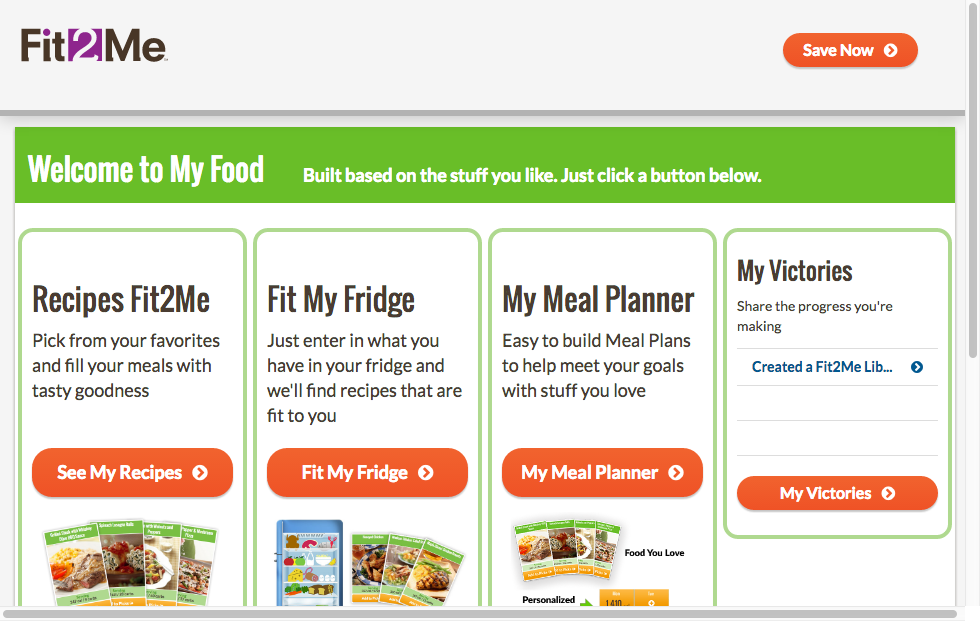 Fit2Me
Save Now
Welcome to My Food
Built based on the stuff you like. Just click a button below.
Recipes Fit2Me
Pick from your favorites
and fill your meals with
tasty goodness
See My Recipes
Fit My Fridge
Just enter in what you
have in your fridge and
we'll find recipes that are
fit to you
Fit My Fridge
My Meal Planner
Easy to build Meal Plans
to help meet your goals
with stuff you love
My Meal Planner
Food You Love
Personalized
1,410
My Victories
Share the progress you're
making
Created a Fit2Me Lib...
My Victories